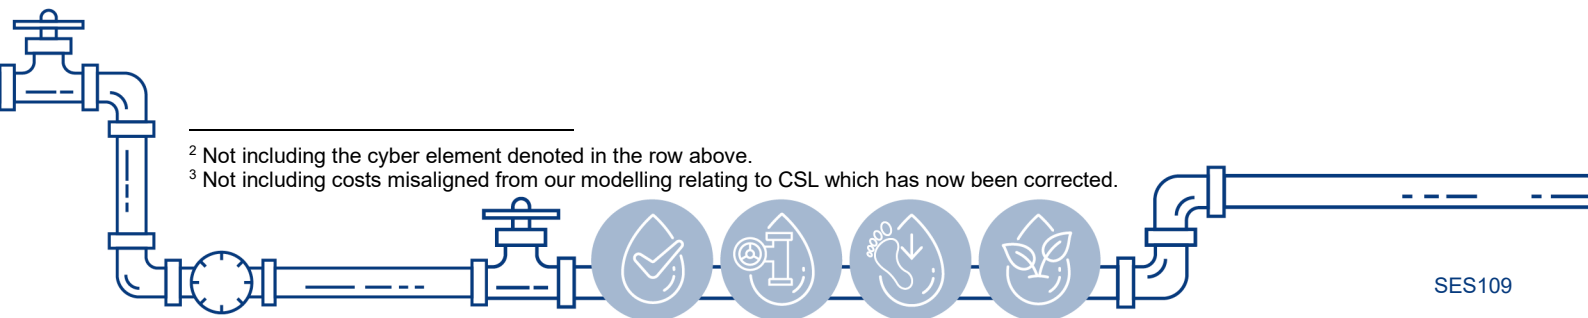 2 Not including the cyber element denoted in the row above.
3 Not including costs misaligned from our modelling relating to CSL which has now been corrected.
SES109